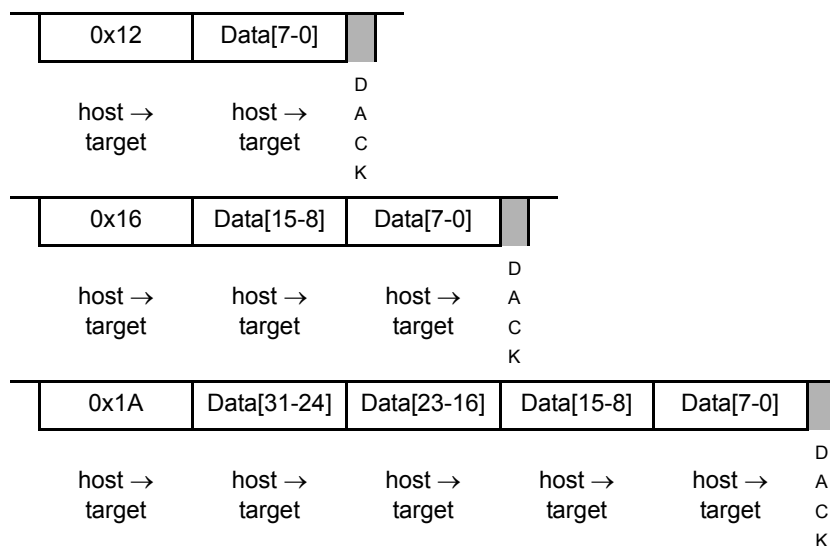 0x12 Data[7-0]
D
host → host → A
target target C
K
0x16 Data[15-8] Data[7-0]
D
host → host → host → A
target target target C
K
0x1A Data[31-24] Data[23-16] Data[15-8] Data[7-0]
D
host → host → host → host → host → A
target target target target target C
K